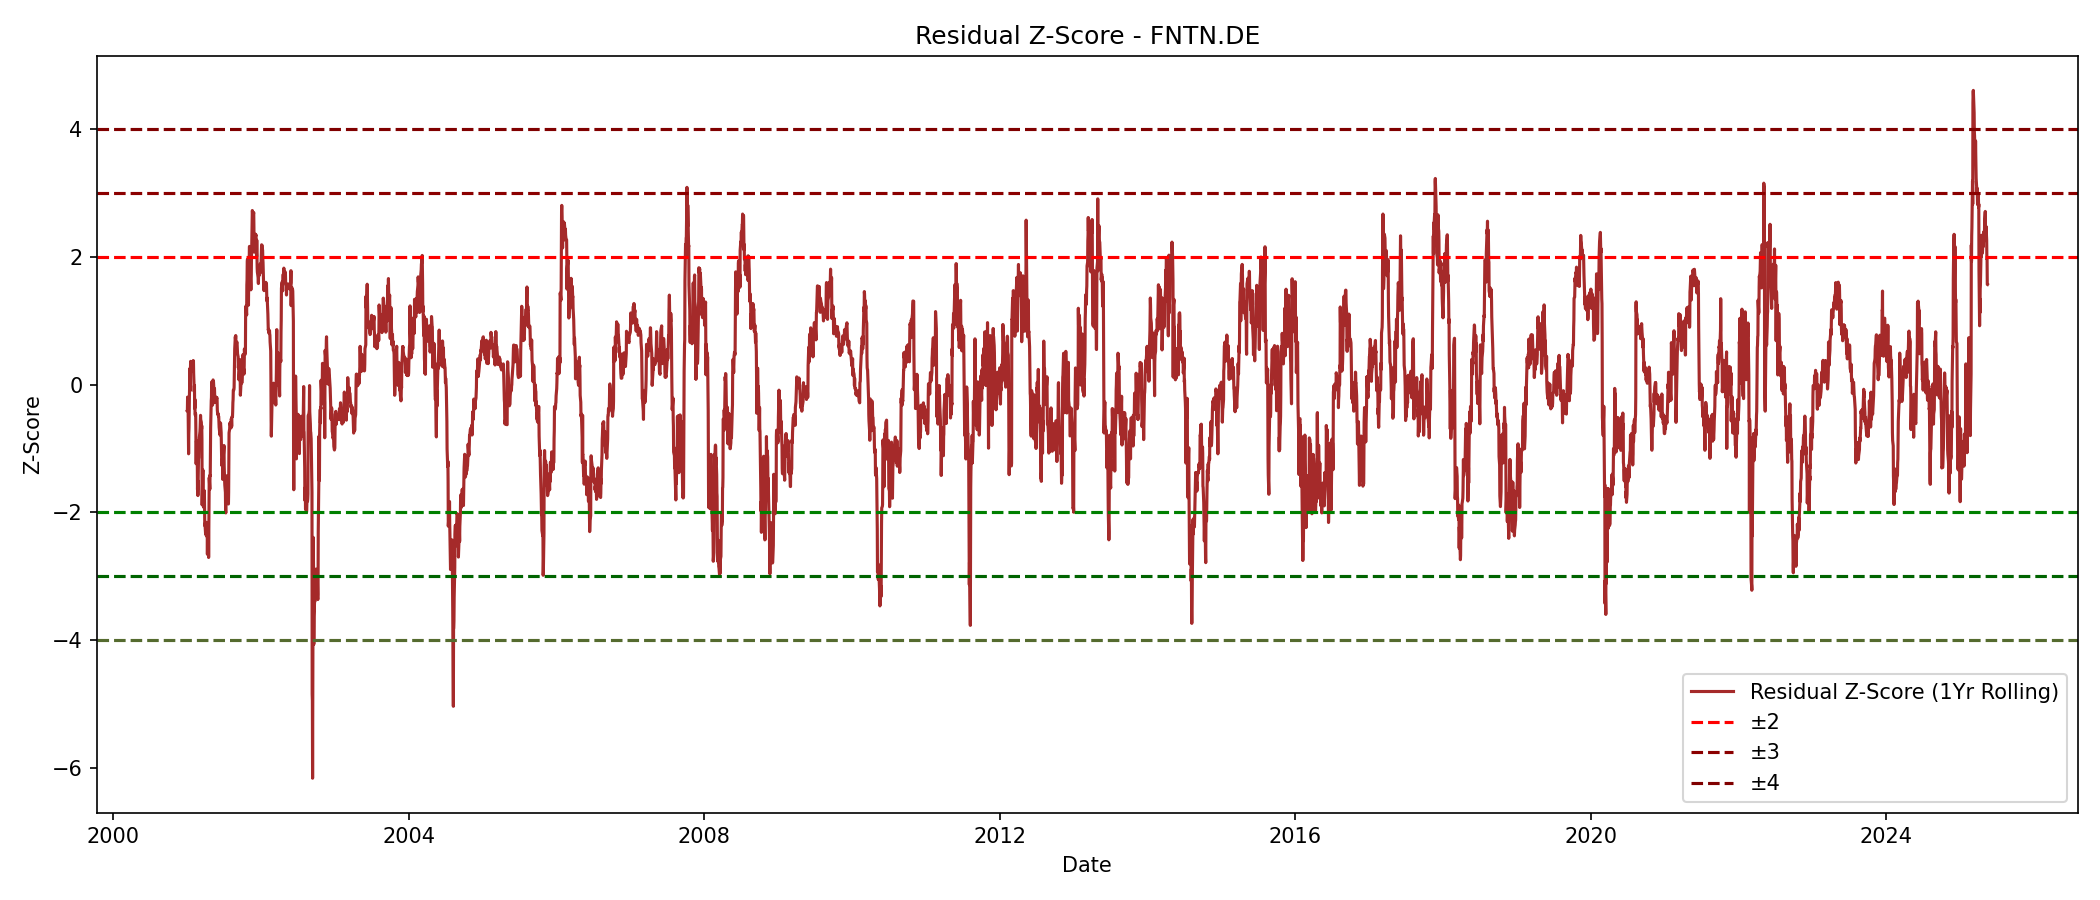 Residual Z-Score - FNTN.DE
Z-Score
4
2
0
−2
−4
−6
2000 2004 2008 2012 2016 2020 2024
Date
Residual Z-Score (1Yr Rolling)
±2
±3
±4